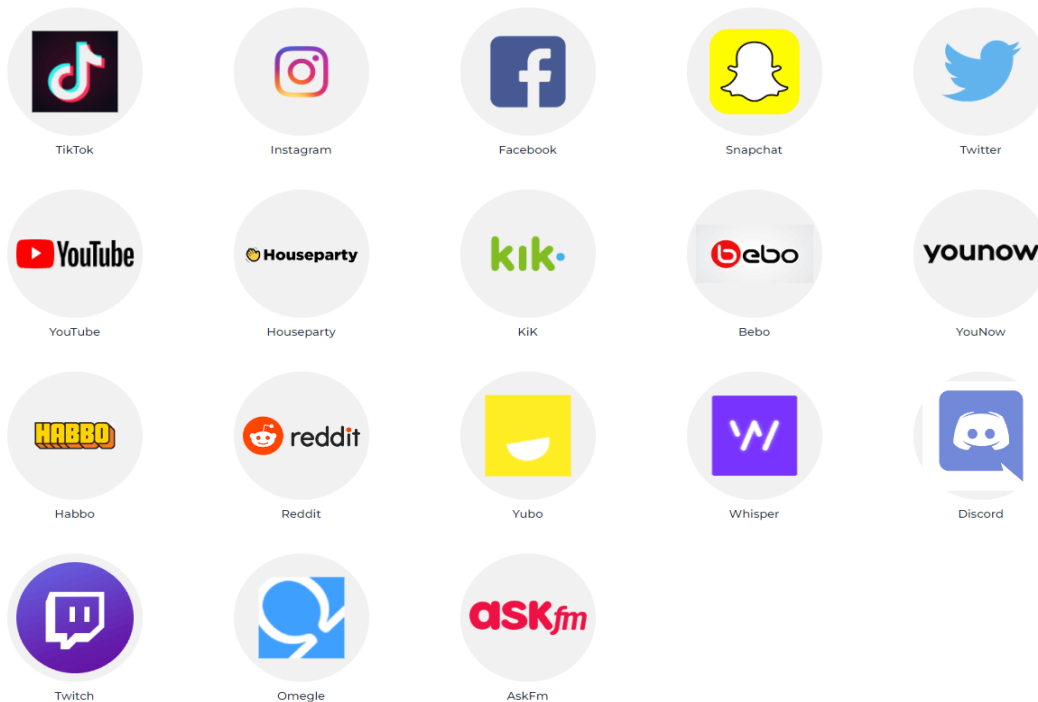 TikTok
Instagram
Facebook
Snapchat
Twitter
YouTube
Houseparty
kik.
bebo
younow
YouTube
Houseparty
KiK
Bebo
YouNow
HABBO
reddit
Habbo
Reddit
Yubo
Whisper
Discord
askfm
Twitch
Omegle
AskFm